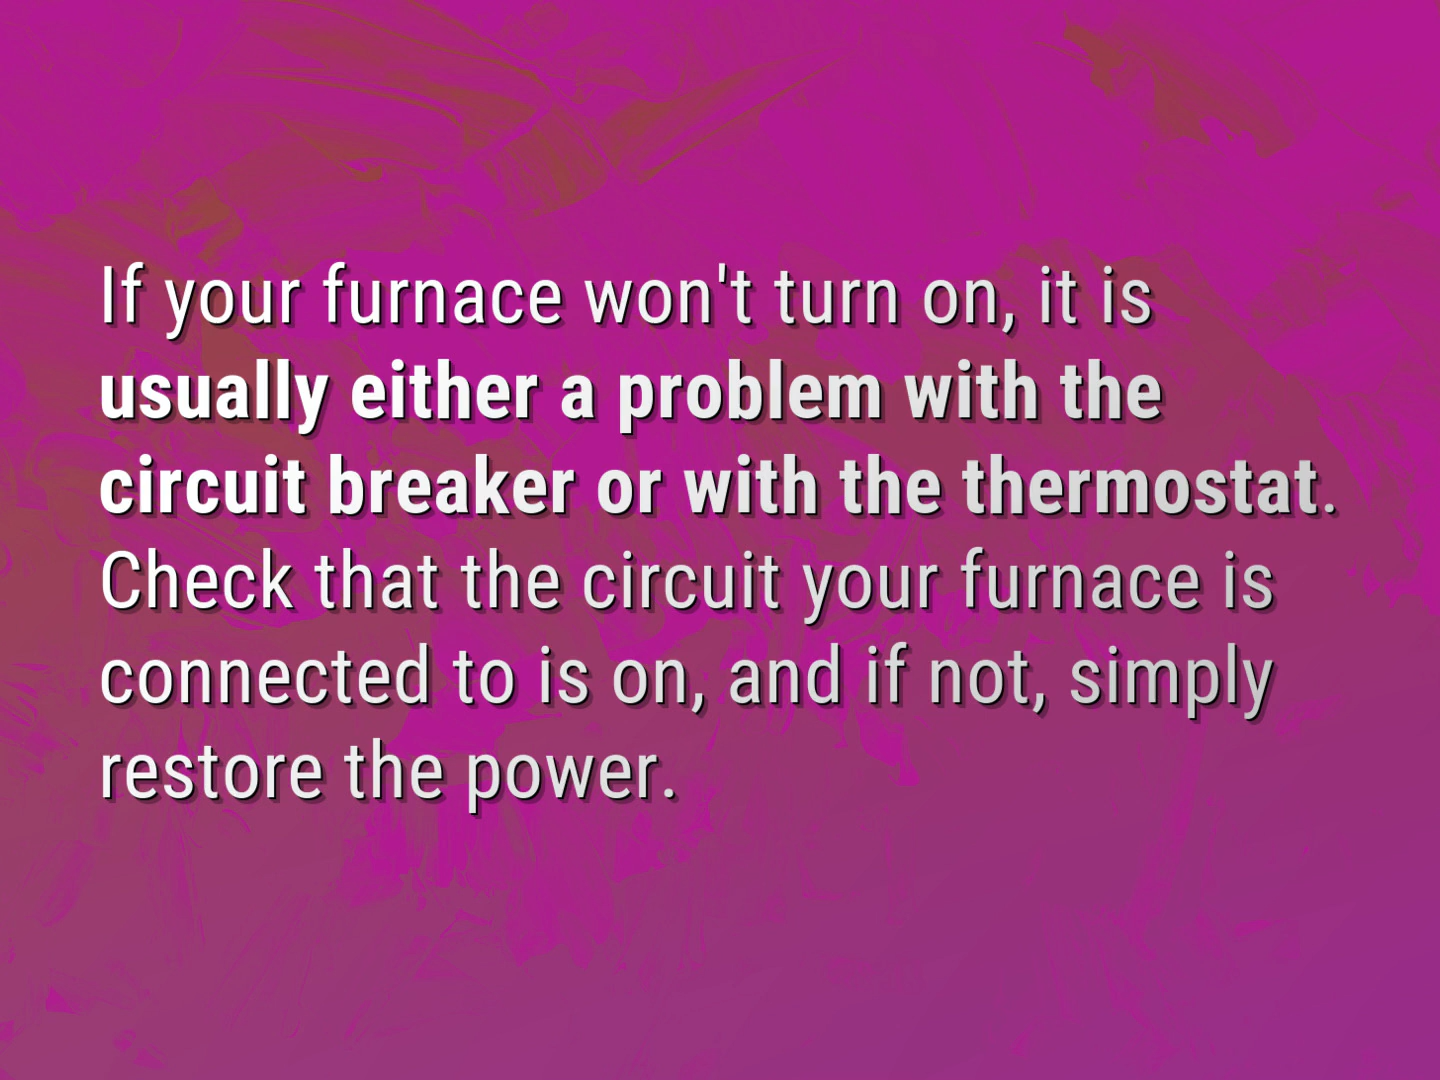 If your furnace won't turn on, it is
usually either a problem with the
circuit breaker or with the thermostat.
Check that the circuit your furnace is
connected to is on, and if not, simply
restore the power.